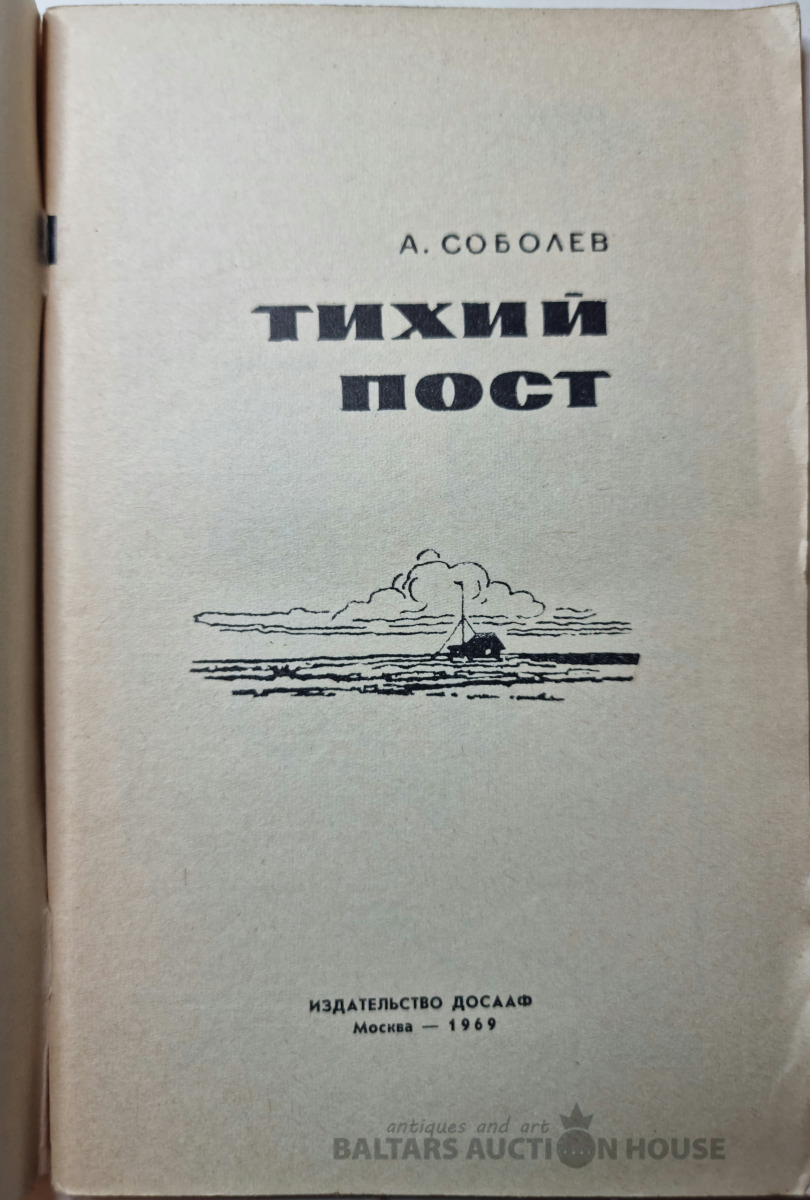 А. СОБОЛЕВ
ТИХИЙ
ПОСТ
ИЗДАТЕЛЬСТВО ДОСААФ
Москва — 1969
antiques and art
BALTARS AUCTION HOUSE